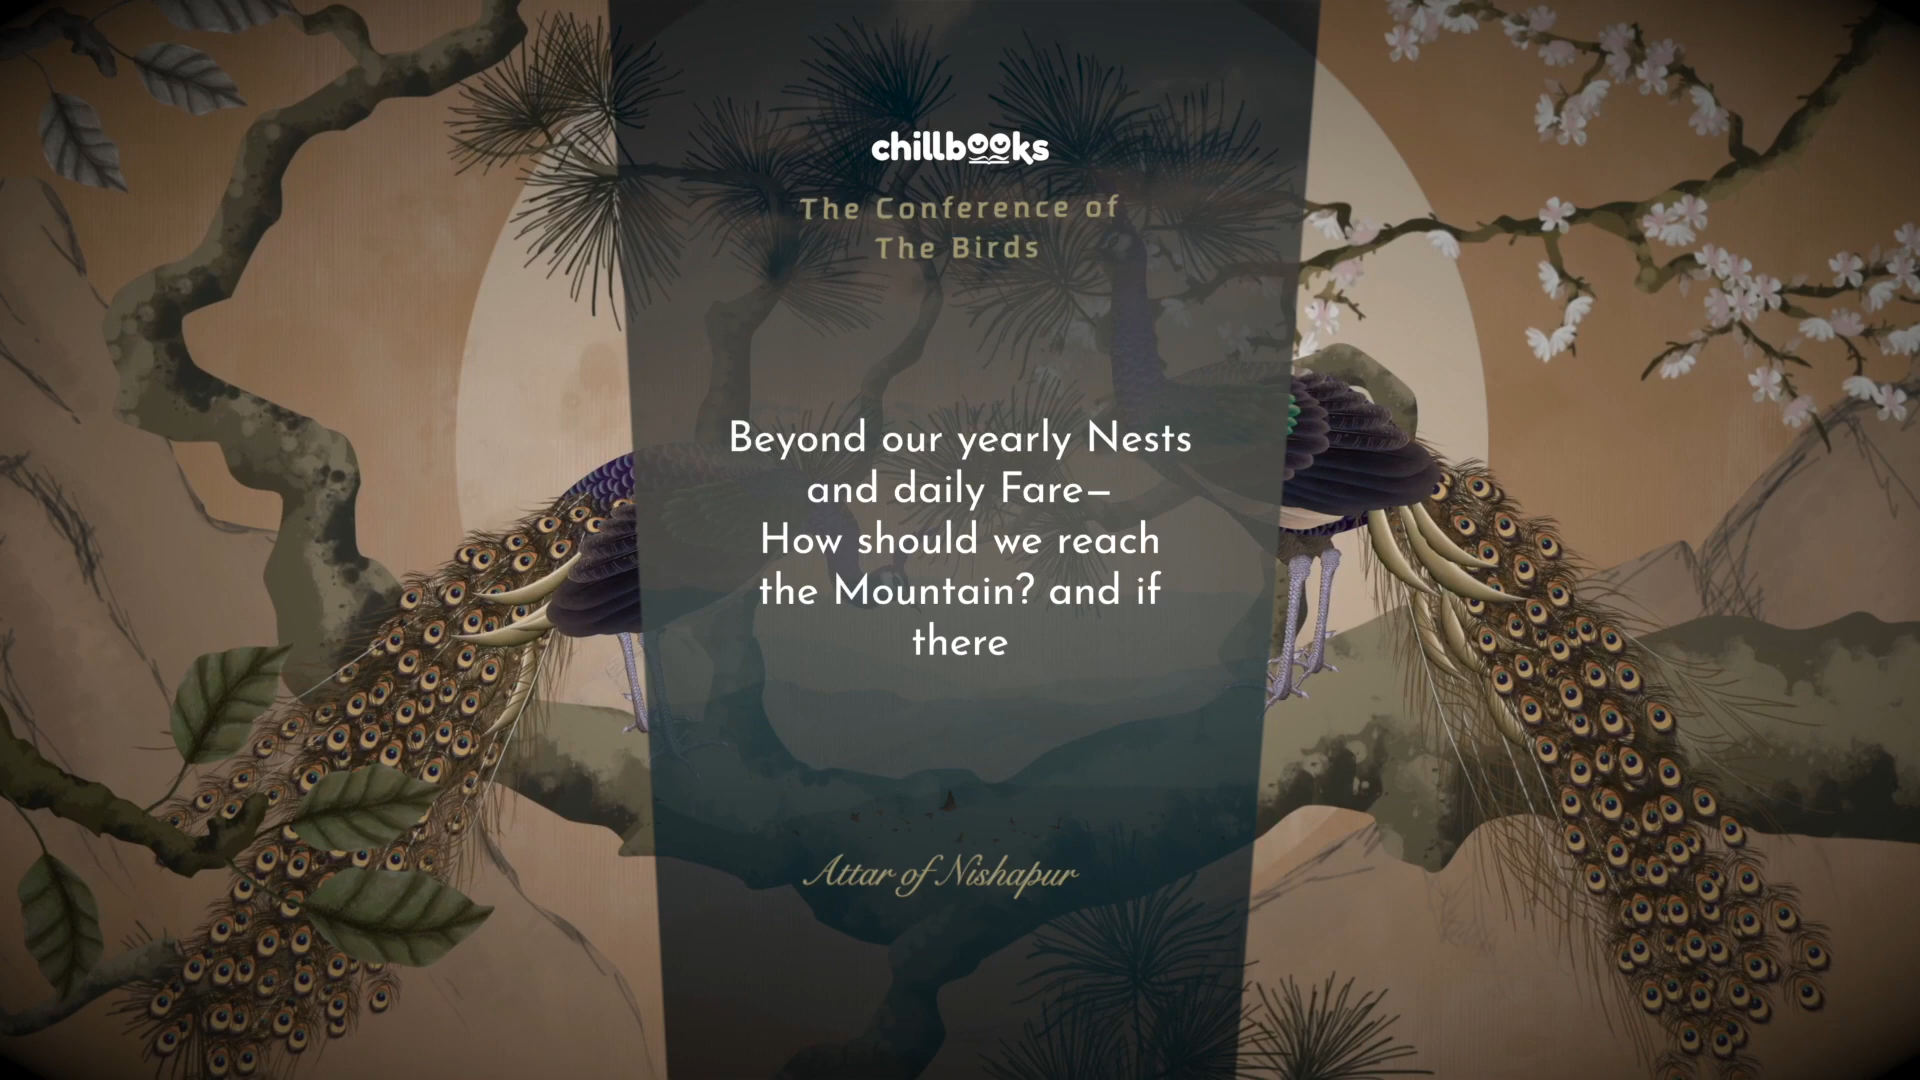 chillbooks
The Conference of
The Birds
Beyond our yearly Nests
and daily Fare—
How should we reach
the Mountain? and if
there
Attar of Nishapur